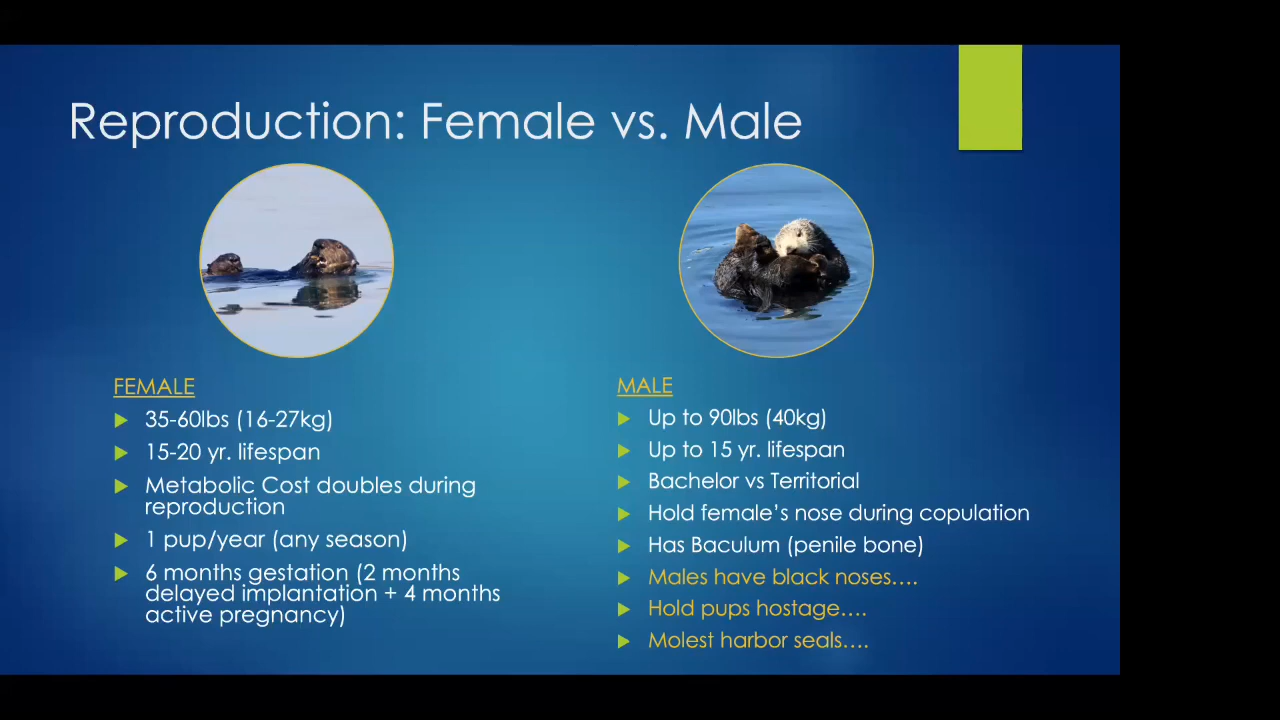 Reproduction: Female vs. Male
FEMALE
35-60lbs (16-27kg)
15-20 yr. lifespan
Metabolic Cost doubles during
reproduction
1 pup/year (any season)
6 months gestation (2 months
delayed implantation + 4 months
active pregnancy)
MALE
Up to 90lbs (40kg)
Up to 15 yr. lifespan
Bachelor vs Territorial
Hold female’s nose during copulation
Has Baculum (penile bone)
Males have black noses….
Hold pups hostage….
Molest harbor seals….